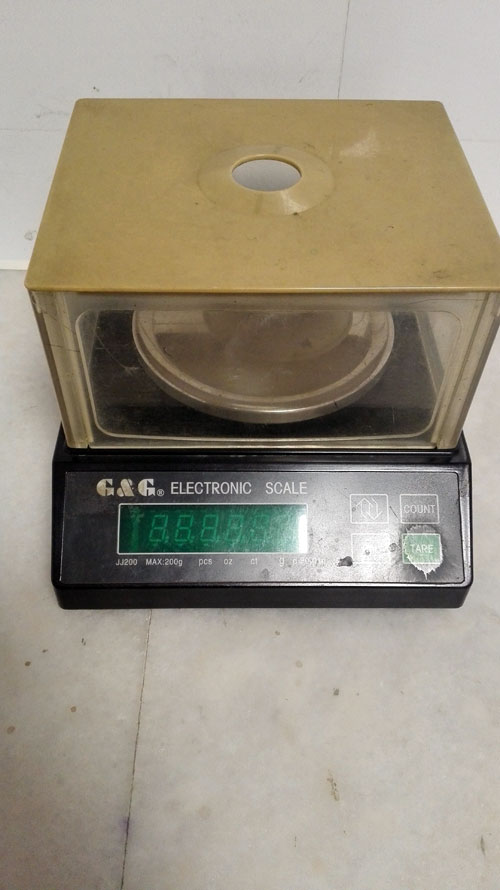 G&G® ELECTRONIC SCALE
COUNT
TARE
JJ200 MAX:200g pcs oz ct g